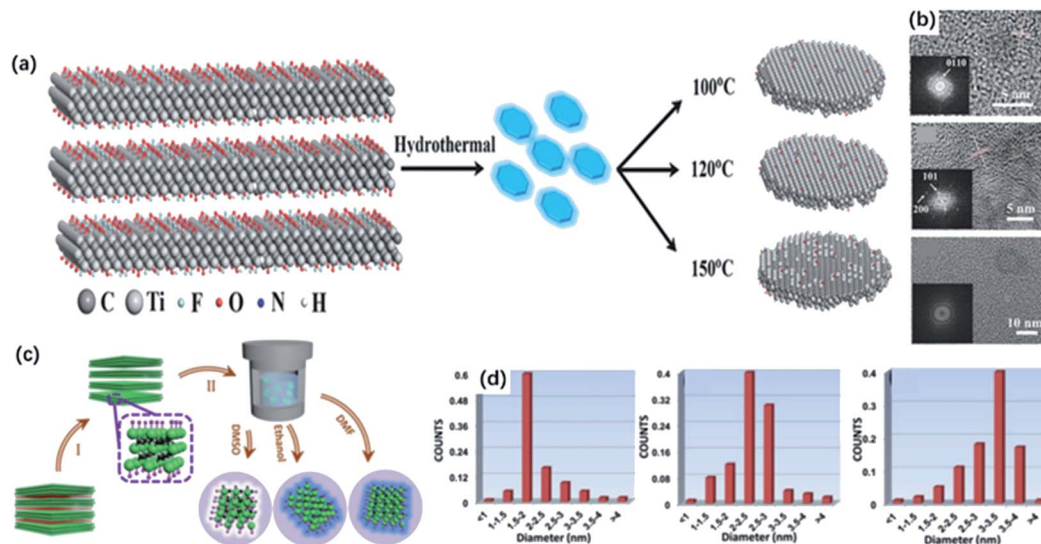 (a)
Hydrothermal
100°C
120°C
150°C
C Ti F O N H
(b)
0110
5 nm
101
200
5 nm
10 nm
(c)
I
II
DMSO
Ethanol
DMF
(d)
COUNTS
0.6
0.48
0.36
0.24
0.12
0
<1 1-1.5 1.5-2 2-2.5 2.5-3 3-3.5 3.5-4 >4
Diameter (nm)
COUNTS
0.4
0.3
0.2
0.1
0
<1 1-1.5 1.5-2 2-2.5 2.5-3 3-3.5 3.5-4 >4
Diameter (nm)
COUNTS
0.4
0.3
0.2
0.1
0
<1 1-1.5 1.5-2 2-2.5 2.5-3 3-3.5 3.5-4 >4
Diameter (nm)